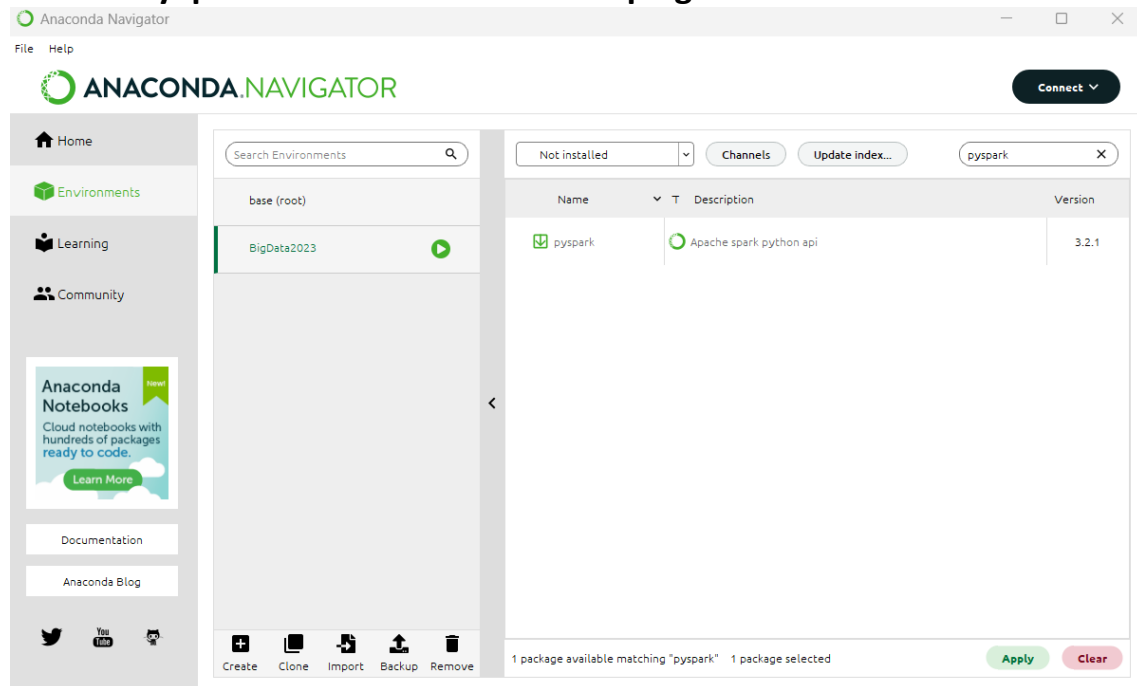 Anaconda Navigator
File Help
ANACONDA.NAVIGATOR
Connect
Home
Environments
Learning
Community
Anaconda Notebooks
New!
Cloud notebooks with
hundreds of packages
ready to code.
Learn More
Documentation
Anaconda Blog
You
Tube
Search Environments
base (root)
BigData2023
Create Clone Import Backup Remove
Not installed Channels Update index... pyspark X
Name T Description Version
pyspark Apache spark python api 3.2.1
1 package available matching "pyspark" 1 package selected
Apply Clear